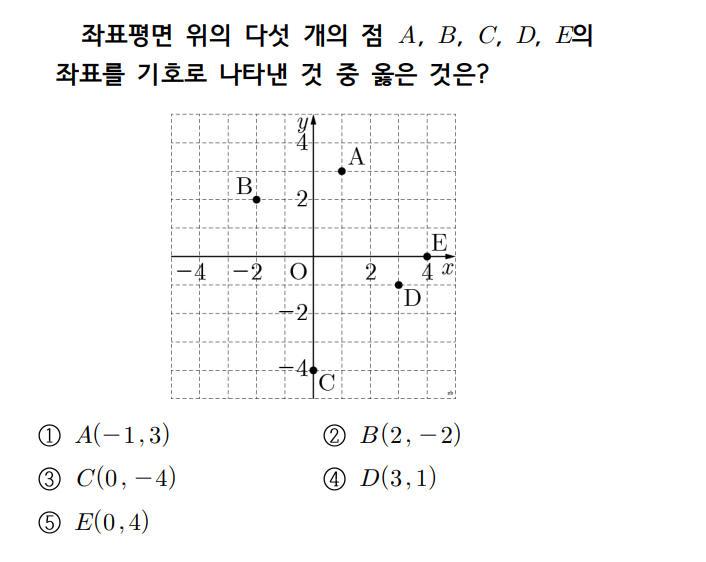 좌표평면 위의 다섯 개의 점 A, B, C, D, E의
좌표를 기호로 나타낸 것 중 옳은 것은?
y
4
A
B
2
E
−4 −2 O 2 4 x
D
−2
−4
C
① A(−1,3) ② B(2,−2)
③ C(0,−4) ④ D(3,1)
⑤ E(0,4)